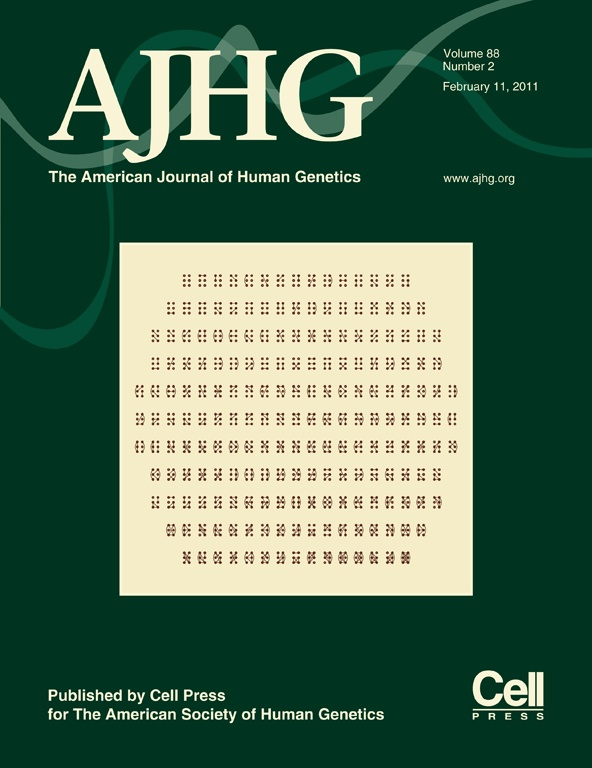 AJHG
The American Journal of Human Genetics
Volume 88
Number 2
February 11, 2011
www.ajhg.org
Published by Cell Press
for The American Society of Human Genetics
Cell
PRESS